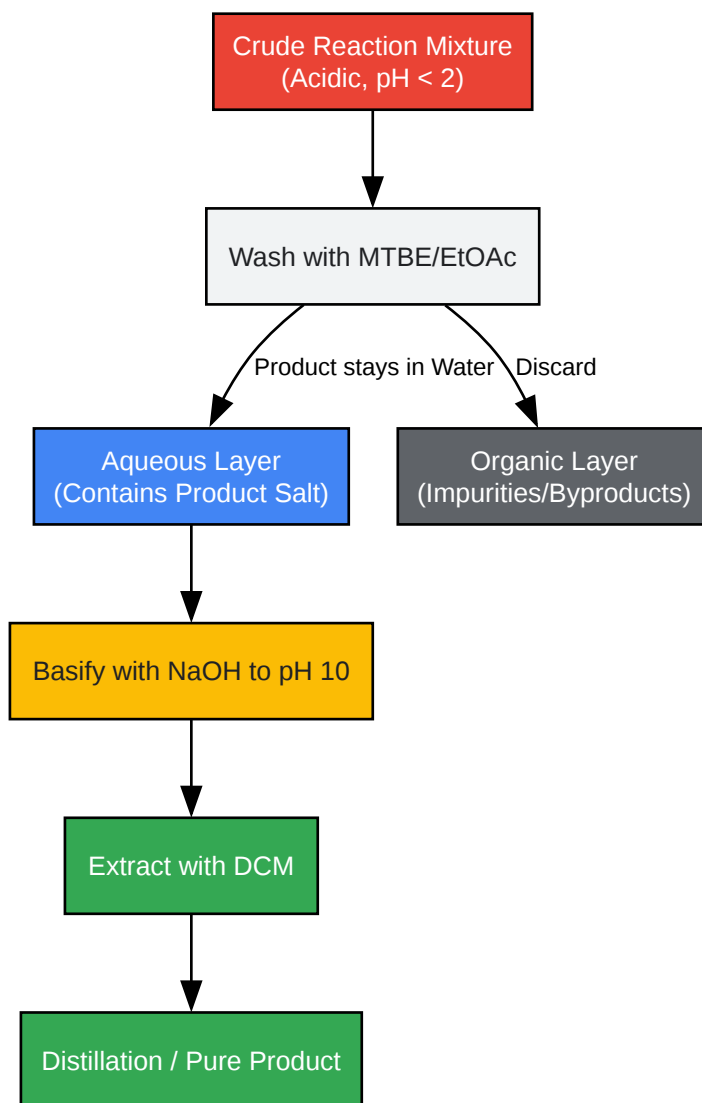 Crude Reaction Mixture
(Acidic, pH < 2)
Wash with MTBE/EtOAc
Product stays in Water
Discard
Aqueous Layer
(Contains Product Salt)
Organic Layer
(Impurities/Byproducts)
Basify with NaOH to pH 10
Extract with DCM
Distillation / Pure Product